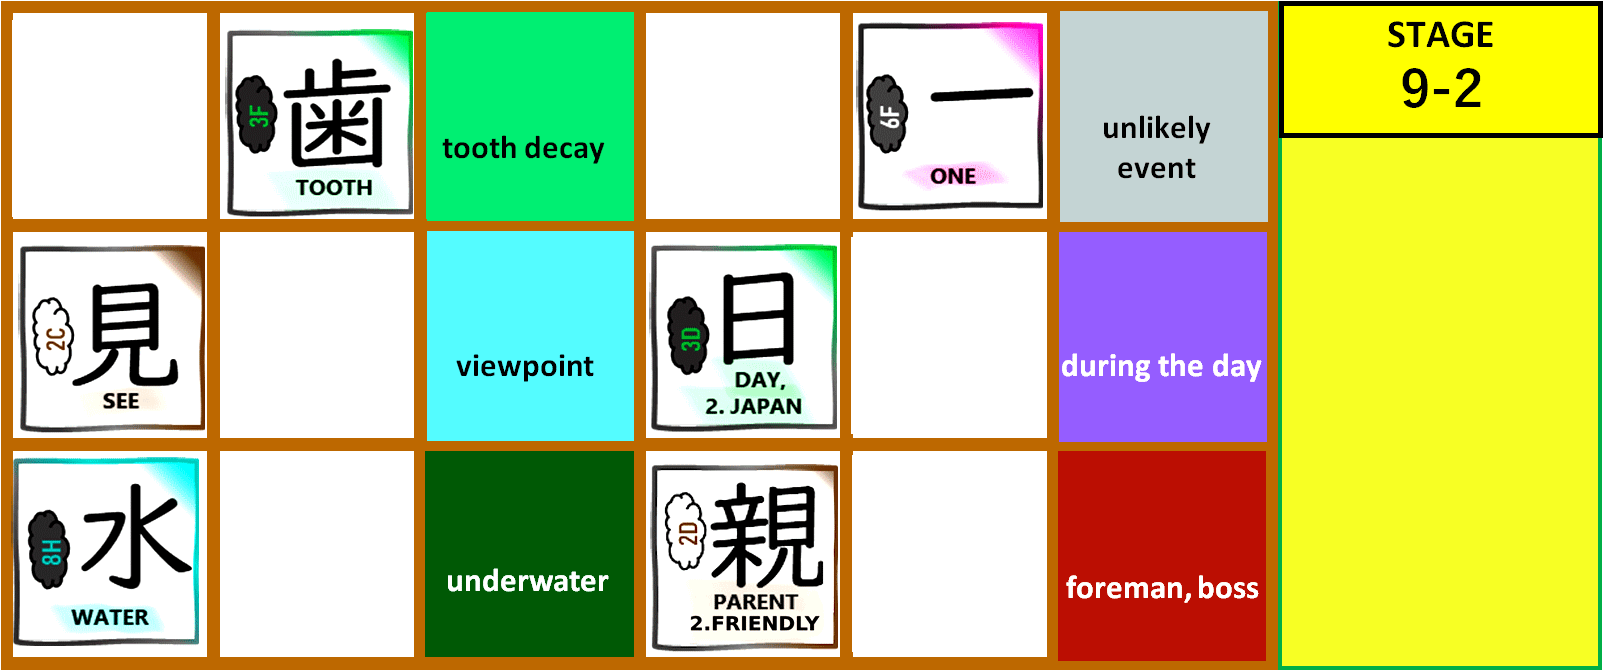 3F
歯
TOOTH
tooth decay
6F
一
ONE
unlikely
event
STAGE
9-2
2C
見
SEE
viewpoint
3D
日
DAY,
2. JAPAN
during the day
8H
水
WATER
underwater
2D
親
PARENT
2.FRIENDLY
foreman, boss